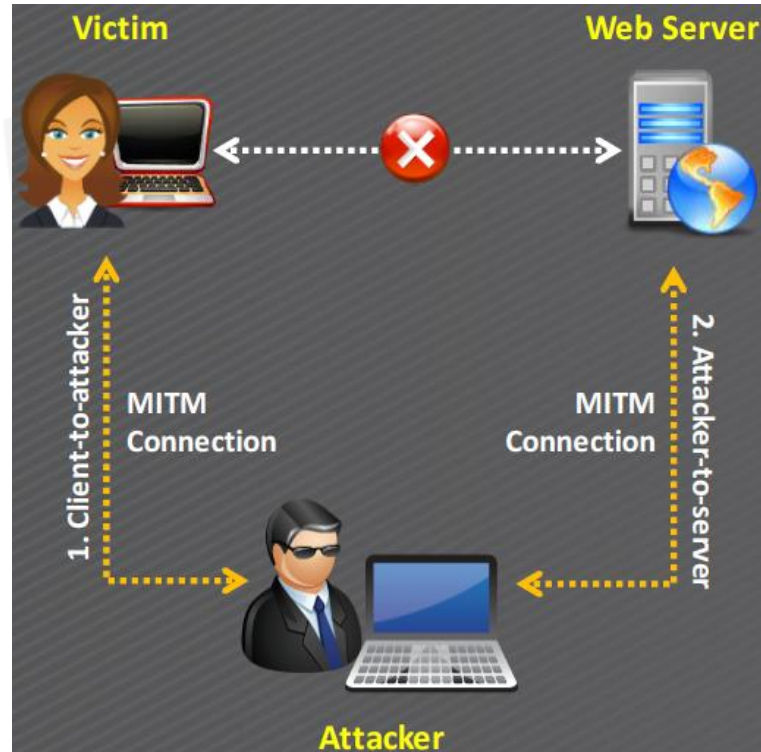 Victim
Web Server
1. Client-to-attacker
MITM
Connection
MITM
Connection
2. Attacker-to-server
Attacker